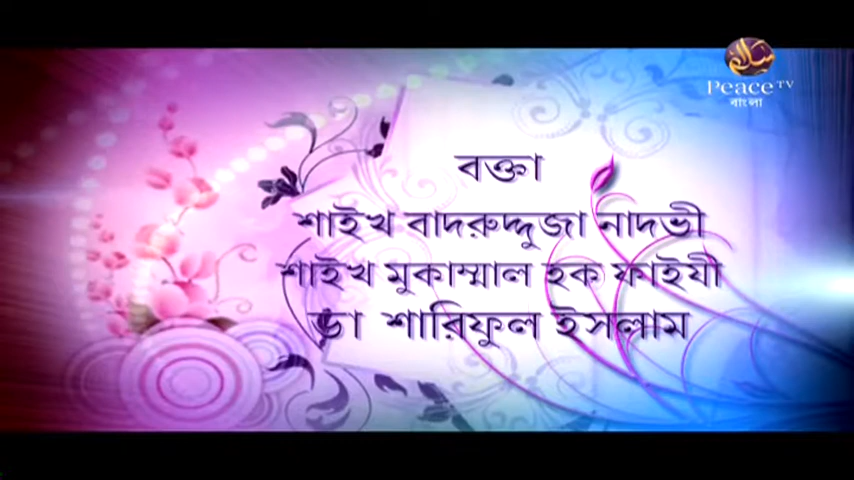 Peace TV
বাংলা
বক্তা
শাইখ বাদরুদ্দুজা নাদভী
শাইখ মুকাম্মাল হক ফাইযী
ডা শারিফুল ইসলাম